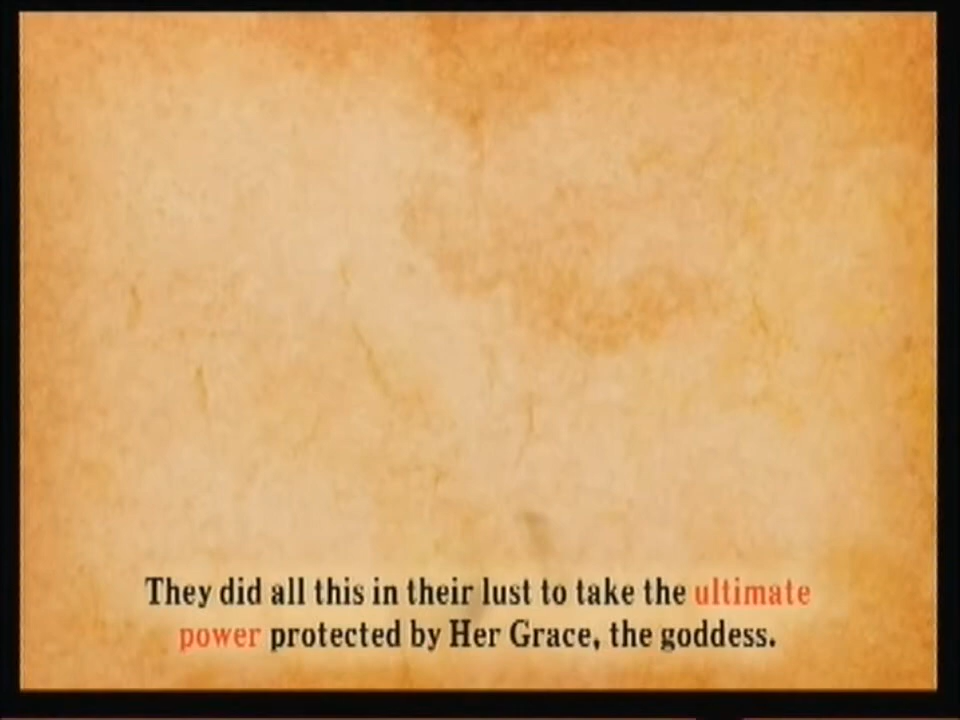 They did all this in their lust to take the ultimate
power protected by Her Grace, the goddess.